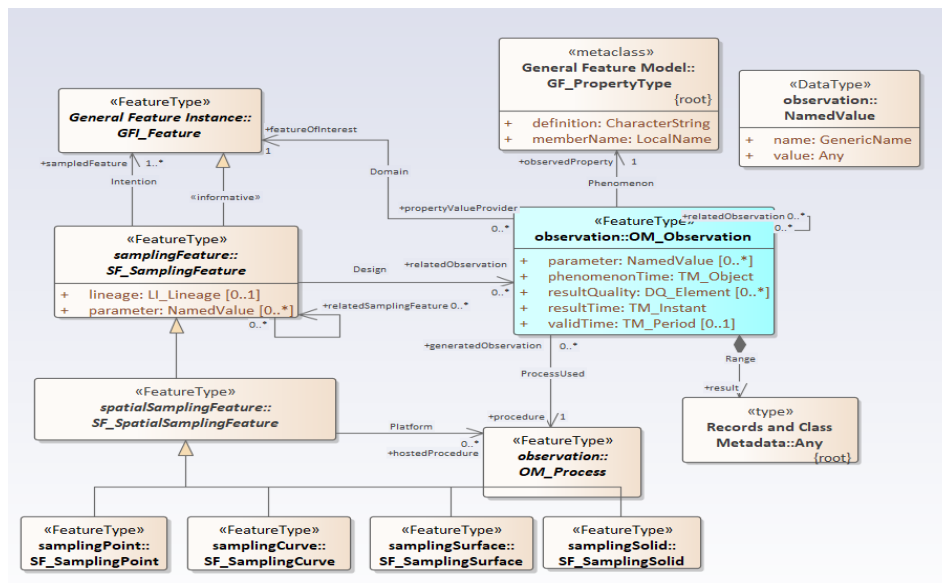 «metaclass»
General Feature Model::
GF_PropertyType
{root}
+ definition: CharacterString
+ memberName: LocalName
«DataType»
observation::
NamedValue
+ name: GenericName
+ value: Any
«FeatureType»
General Feature Instance::
GFI_Feature
+featureOfInterest
1
+sampledFeature 1..*
Intention
«informative»
Domain
+observedProperty 1
Phenomenon
+propertyValueProvider
0..*
«FeatureType»
observation::OM_Observation
+ parameter: NamedValue [0..*]
+ phenomenonTime: TM_Object
+ resultQuality: DQ_Element [0..*]
+ resultTime: TM_Instant
+ validTime: TM_Period [0..1]
+relatedObservation 0..*
0..*
«FeatureType»
samplingFeature::
SF_SamplingFeature
+ lineage: LI_Lineage [0..1]
+ parameter: NamedValue [0..*]
Design
+relatedObservation
0..*
+relatedSamplingFeature 0..*
0..*
+generatedObservation 0..*
ProcessUsed
Range
+result
«FeatureType»
spatialSamplingFeature::
SF_SpatialSamplingFeature
Platform
0..*
+hostedProcedure
+procedure 1
«FeatureType»
observation::
OM_Process
«type»
Records and Class
Metadata::Any
{root}
«FeatureType»
samplingPoint::
SF_SamplingPoint
«FeatureType»
samplingCurve::
SF_SamplingCurve
«FeatureType»
samplingSurface::
SF_SamplingSurface
«FeatureType»
samplingSolid::
SF_SamplingSolid